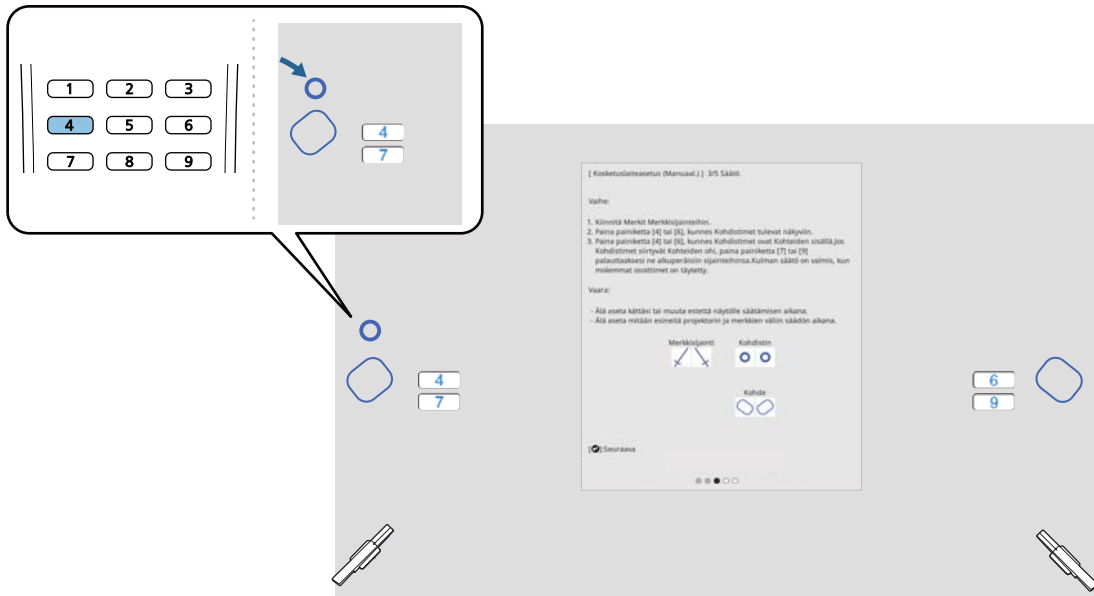 1 2 3
4 5 6
7 8 9
4
7
[ Kosketuslaiteasetus (Manuaal.) ] 3/5 Säätö
Vaihe:
1. Kiinnitä Merkit Merkkisijainteihin.
2. Paina painiketta [4] tai [6], kunnes Kohdistimet tulevat näkyviin.
3. Paina painiketta [4] tai [6], kunnes Kohdistimet ovat Kohteiden sisällä.Jos
Kohdistimet siirtyvät Kohteiden ohi, paina painiketta [7] tai [9]
palauttaaksesi ne alkuperäisiin sijainteihinsa.Kulman säätö on valmis, kun
molemmat osoittimet on täytetty.
Vaara:
- Älä aseta kättäsi tai muuta estettä näytölle säätämisen aikana.
- Älä aseta mitään esineitä projektorin ja merkkien väliin säädön aikana.
Merkkisijainti Kohdistin
Kohde
4
7
6
9
[ ]:Seuraava